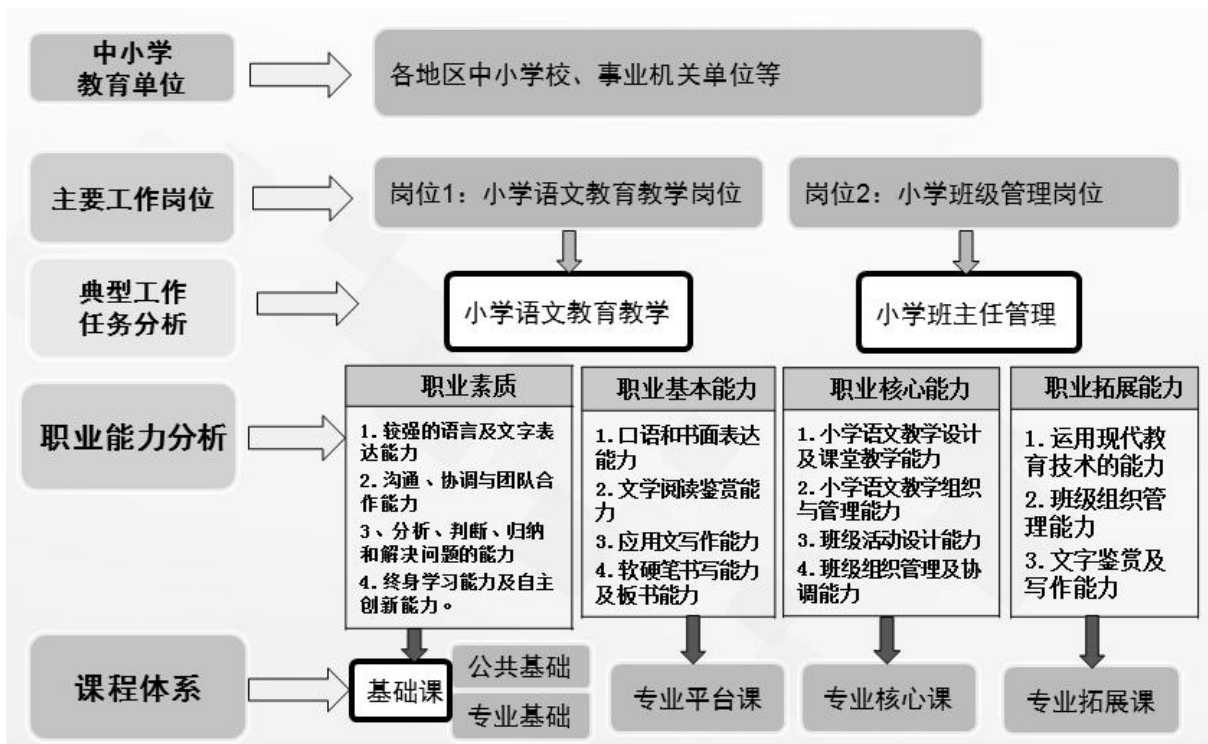 中小学
教育单位
各地区中小学校、事业机关单位等
主要工作岗位
岗位1：小学语文教育教学岗位
岗位2：小学班级管理岗位
典型工作
任务分析
小学语文教育教学
小学班主任管理
职业能力分析
职业素质
1.较强的语言及文字表
达能力
2.沟通、协调与团队合
作能力
3、分析、判断、归纳
和解决问题的能力
4.终身学习能力及自主
创新能力。
职业基本能力
1.口语和书面表达
能力
2.文学阅读鉴赏能
力
3.应用文写作能力
4.软硬笔书写能力
及板书能力
职业核心能力
1.小学语文教学设计
及课堂教学能力
2.小学语文教学组织
与管理能力
3.班级活动设计能力
4.班级组织管理及协
调能力
职业拓展能力
1.运用现代教
育技术的能力
2.班级组织管
理能力
3.文字鉴赏及
写作能力
课程体系
基础课
公共基础
专业基础
专业平台课
专业核心课
专业拓展课